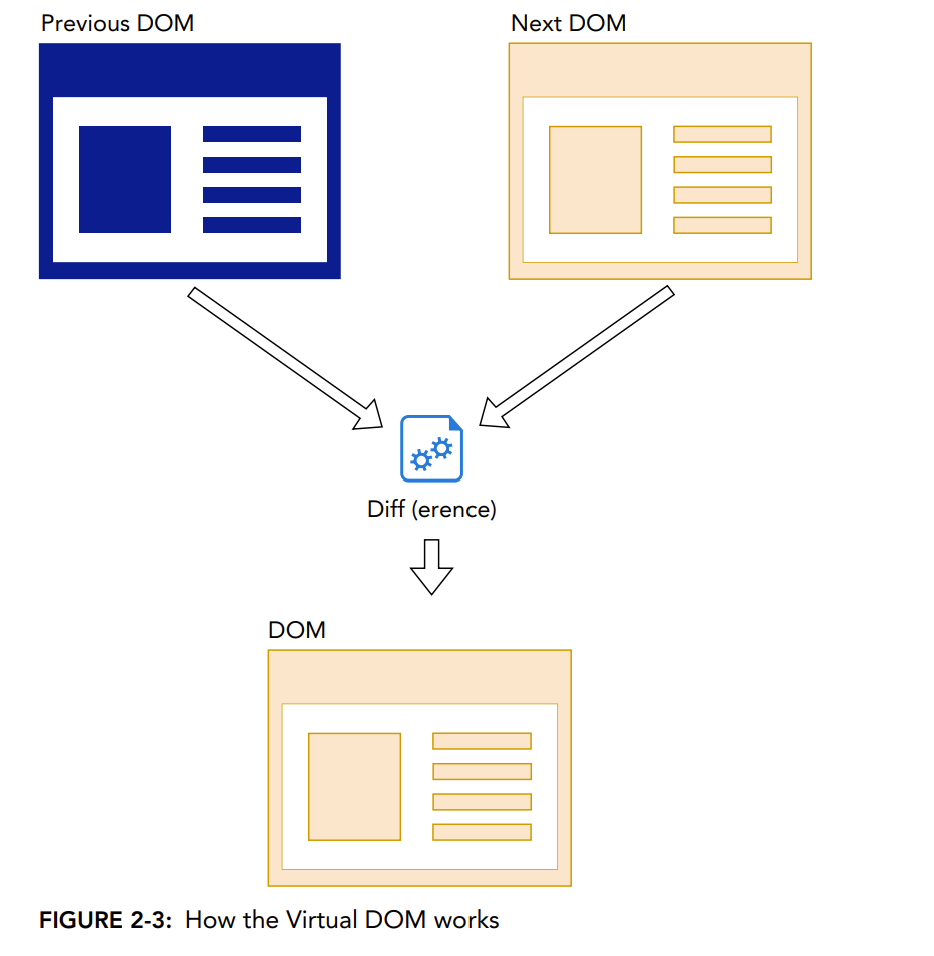 Previous DOM
Next DOM
Diff (erence)
DOM
FIGURE 2-3: How the Virtual DOM works